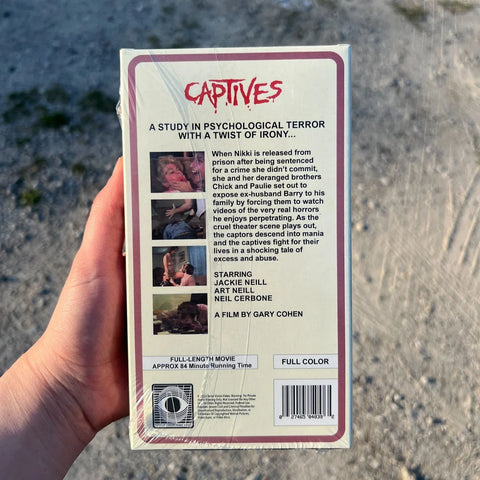 CAPTIVES
A STUDY IN PSYCHOLOGICAL TERROR
WITH A TWIST OF IRONY...
When Nikki is released from
prison after being sentenced
for a crime she didn't commit,
she and her deranged brothers
Chick and Paulie set out to
expose ex-husband Barry to his
family by forcing them to watch
videos of the very real horrors
he enjoys perpetrating. As the
cruel theater scene plays out,
the captors descend into mania
and the captives fight for their
lives in a shocking tale of
excess and abuse.
STARRING
JACKIE NEILL
ART NEILL
NEIL CERBONE
A FILM BY GARY COHEN
FULL-LENGTH MOVIE
APPROX 84 Minute Running Time
FULL COLOR